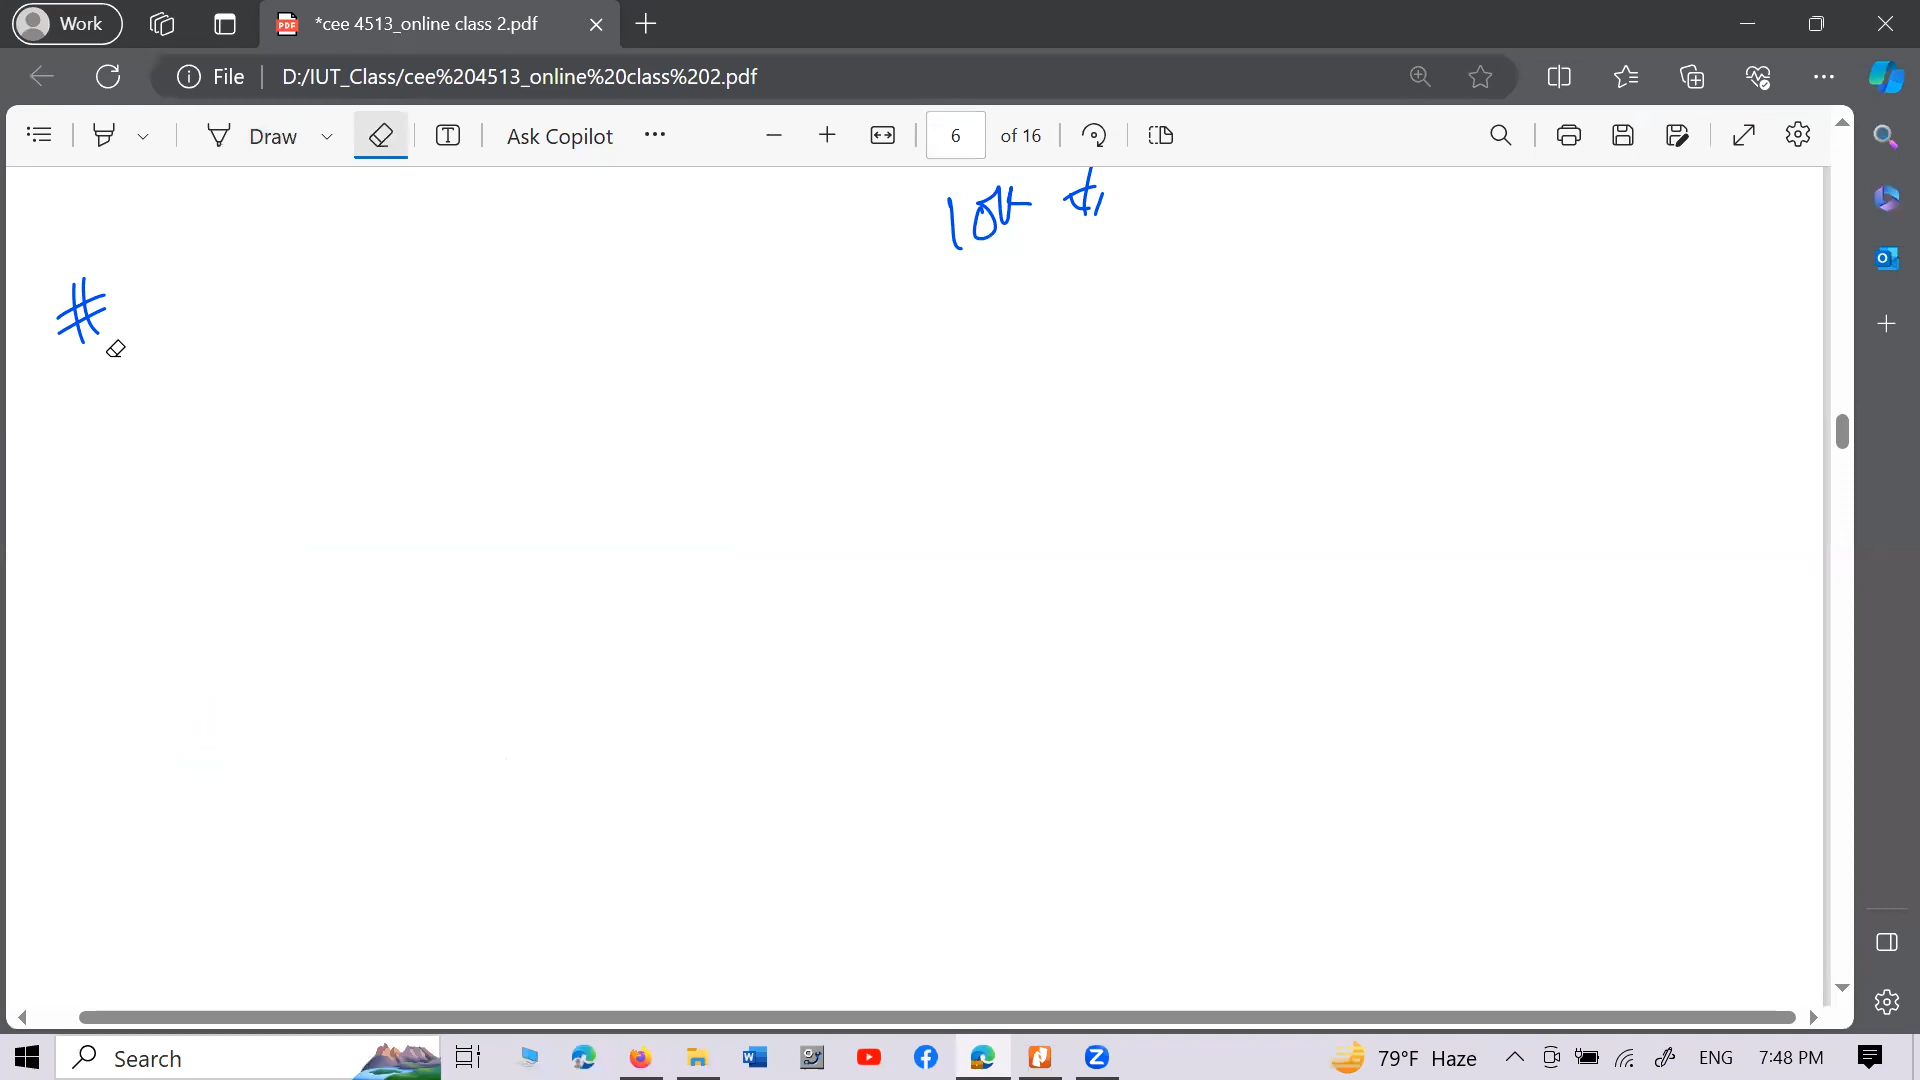 Work
*cee 4513_online class 2.pdf
File
D:/IUT_Class/cee%204513_online%20class%202.pdf
Draw
Ask Copilot
6
of 16
#
Search
79°F Haze
ENG
7:48 PM